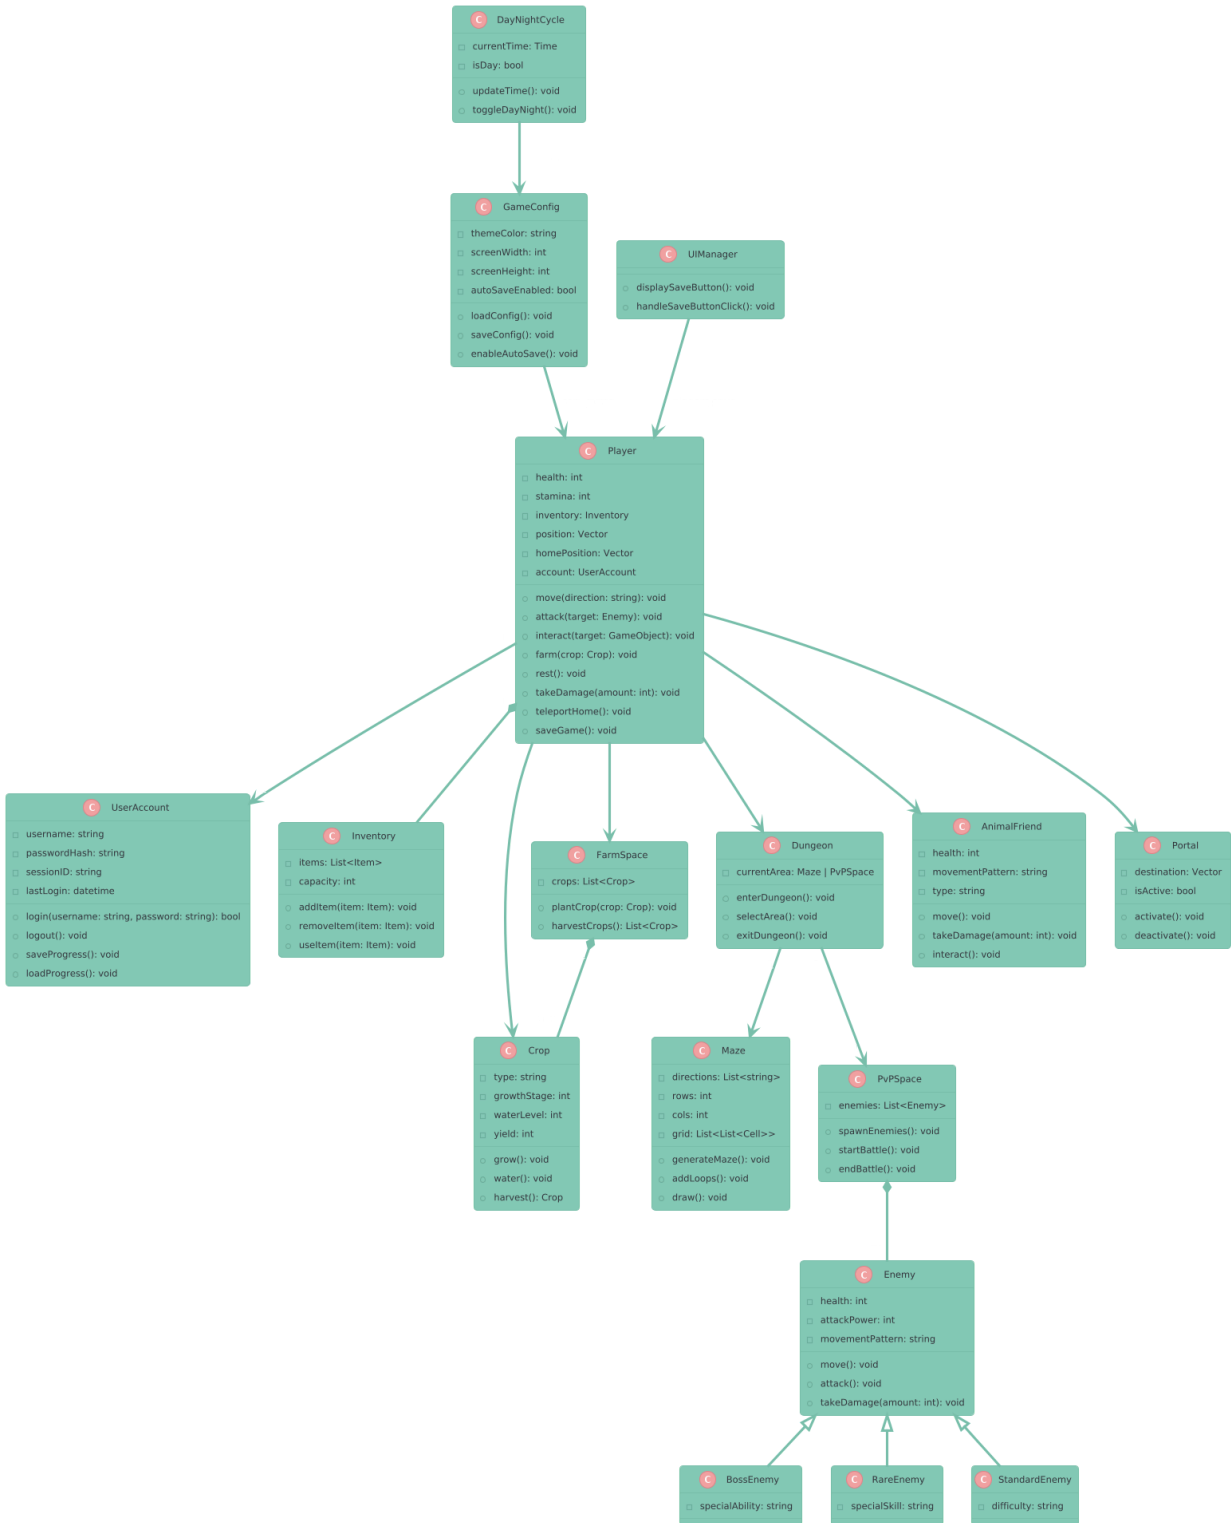 C DayNightCycle
currentTime: Time
isDay: bool
updateTime(): void
toggleDayNight(): void
C GameConfig
themeColor: string
screenWidth: int
screenHeight: int
autoSaveEnabled: bool
loadConfig(): void
saveConfig(): void
enableAutoSave(): void
C UIManager
displaySaveButton(): void
handleSaveButtonClick(): void
C Player
health: int
stamina: int
inventory: Inventory
position: Vector
homePosition: Vector
account: UserAccount
move(direction: string): void
attack(target: Enemy): void
interact(target: GameObject): void
farm(crop: Crop): void
rest(): void
takeDamage(amount: int): void
teleportHome(): void
saveGame(): void
C UserAccount
username: string
passwordHash: string
sessionID: string
lastLogin: datetime
login(username: string, password: string): bool
logout(): void
saveProgress(): void
loadProgress(): void
C Inventory
items: List<Item>
capacity: int
addItem(item: Item): void
removeItem(item: Item): void
useItem(item: Item): void
C FarmSpace
crops: List<Crop>
plantCrop(crop: Crop): void
harvestCrops(): List<Crop>
C Dungeon
currentArea: Maze | PvPSpace
enterDungeon(): void
selectArea(): void
exitDungeon(): void
C AnimalFriend
health: int
movementPattern: string
type: string
move(): void
takeDamage(amount: int): void
interact(): void
C Portal
destination: Vector
isActive: bool
activate(): void
deactivate(): void
C Crop
type: string
growthStage: int
waterLevel: int
yield: int
grow(): void
water(): void
harvest(): Crop
C Maze
directions: List<string>
rows: int
cols: int
grid: List<List<Cell>>
generateMaze(): void
addLoops(): void
draw(): void
C PvPSpace
enemies: List<Enemy>
spawnEnemies(): void
startBattle(): void
endBattle(): void
C Enemy
health: int
attackPower: int
movementPattern: string
move(): void
attack(): void
takeDamage(amount: int): void
C BossEnemy
specialAbility: string
C RareEnemy
specialSkill: string
C StandardEnemy
difficulty: string